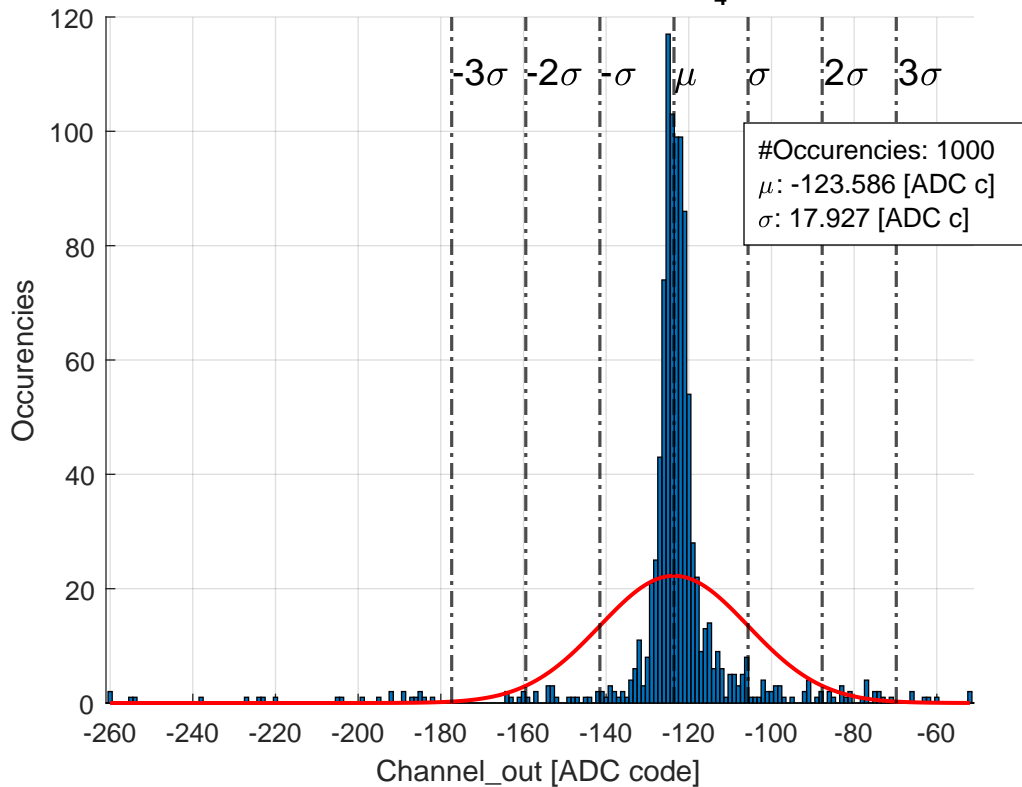 4
120
100
80
60
40
20
0
-3σ -2σ -σ μ σ 2σ 3σ
#Occurencies: 1000
μ: -123.586 [ADC c]
σ: 17.927 [ADC c]
Occurencies
-260 -240 -220 -200 -180 -160 -140 -120 -100 -80 -60
Channel_out [ADC code]